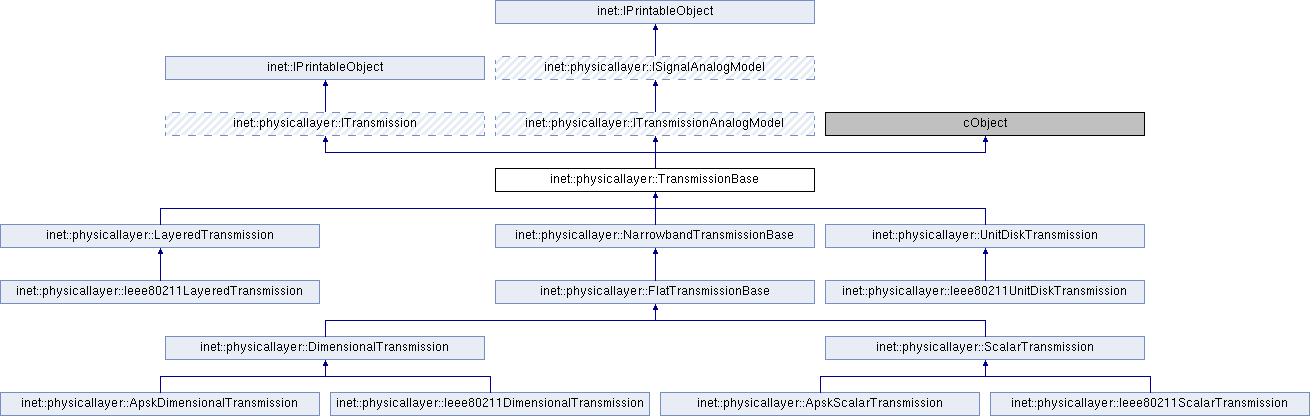 inet::IPrintableObject
inet::IPrintableObject
inet::physicallayer::ISignalAnalogModel
inet::physicallayer::ITransmission
inet::physicallayer::ITransmissionAnalogModel
cObject
inet::physicallayer::TransmissionBase
inet::physicallayer::LayeredTransmission
inet::physicallayer::NarrowbandTransmissionBase
inet::physicallayer::UnitDiskTransmission
inet::physicallayer::Ieee80211LayeredTransmission
inet::physicallayer::FlatTransmissionBase
inet::physicallayer::Ieee80211UnitDiskTransmission
inet::physicallayer::DimensionalTransmission
inet::physicallayer::ScalarTransmission
inet::physicallayer::ApskDimensionalTransmission
inet::physicallayer::Ieee80211DimensionalTransmission
inet::physicallayer::ApskScalarTransmission
inet::physicallayer::Ieee80211ScalarTransmission